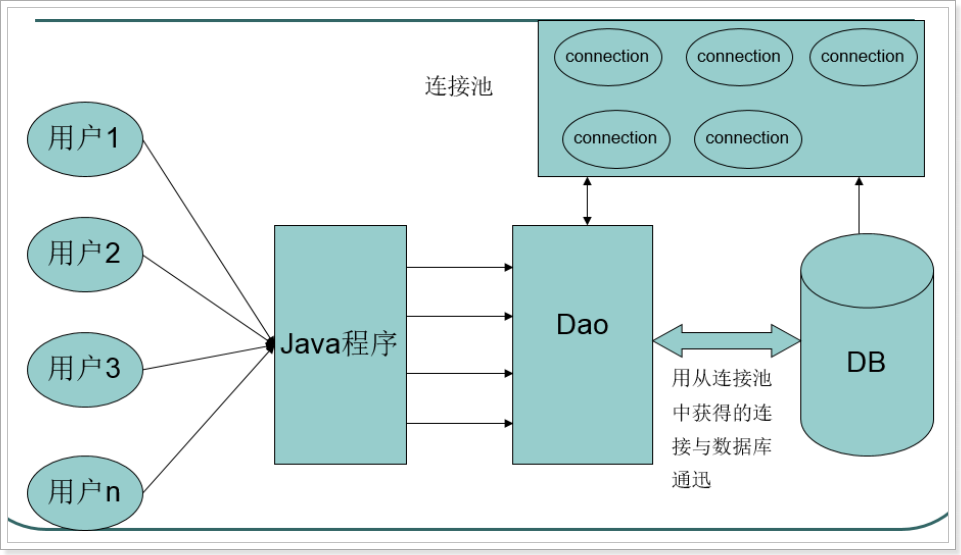 连接池
connection
connection
connection
connection
connection
用户1
用户2
用户3
用户n
Java程序
Dao
用从连接池
中获得的连
接与数据库
通迅
DB